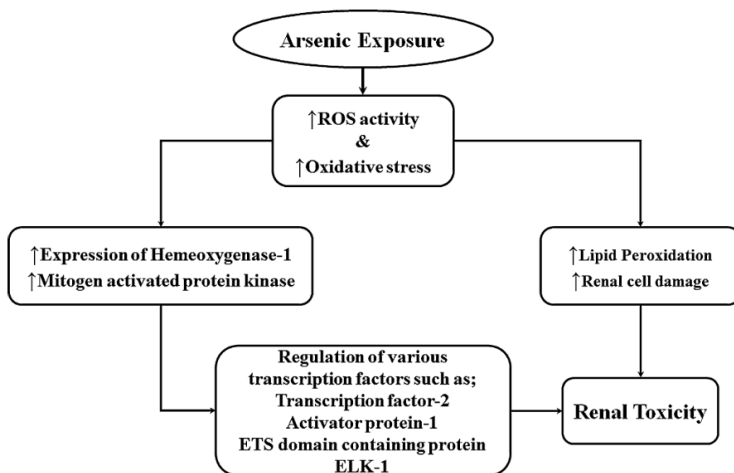 Arsenic Exposure
↑ROS activity
&
↑Oxidative stress
↑Expression of Hemeoxygenase-1
↑Mitogen activated protein kinase
↑Lipid Peroxidation
↑Renal cell damage
Regulation of various
transcription factors such as;
Transcription factor-2
Activator protein-1
ETS domain containing protein
ELK-1
Renal Toxicity